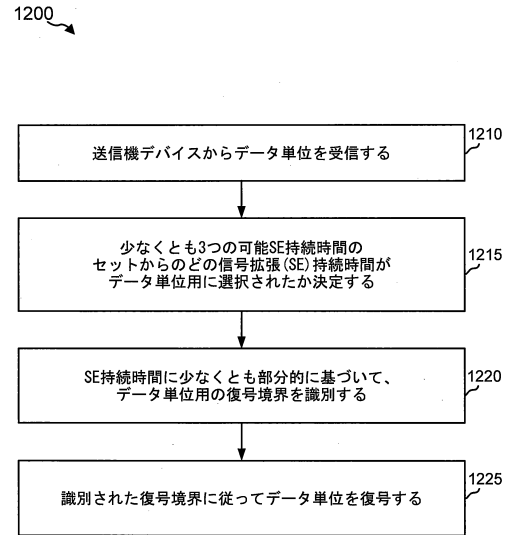 1200
送信機デバイスからデータ単位を受信する
1210
少なくとも3つの可能SE持続時間の
セットからのどの信号拡張(SE)持続時間が
データ単位用に選択されたか決定する
1215
SE持続時間に少なくとも部分的に基づいて、
データ単位用の復号境界を識別する
1220
識別された復号境界に従ってデータ単位を復号する
1225